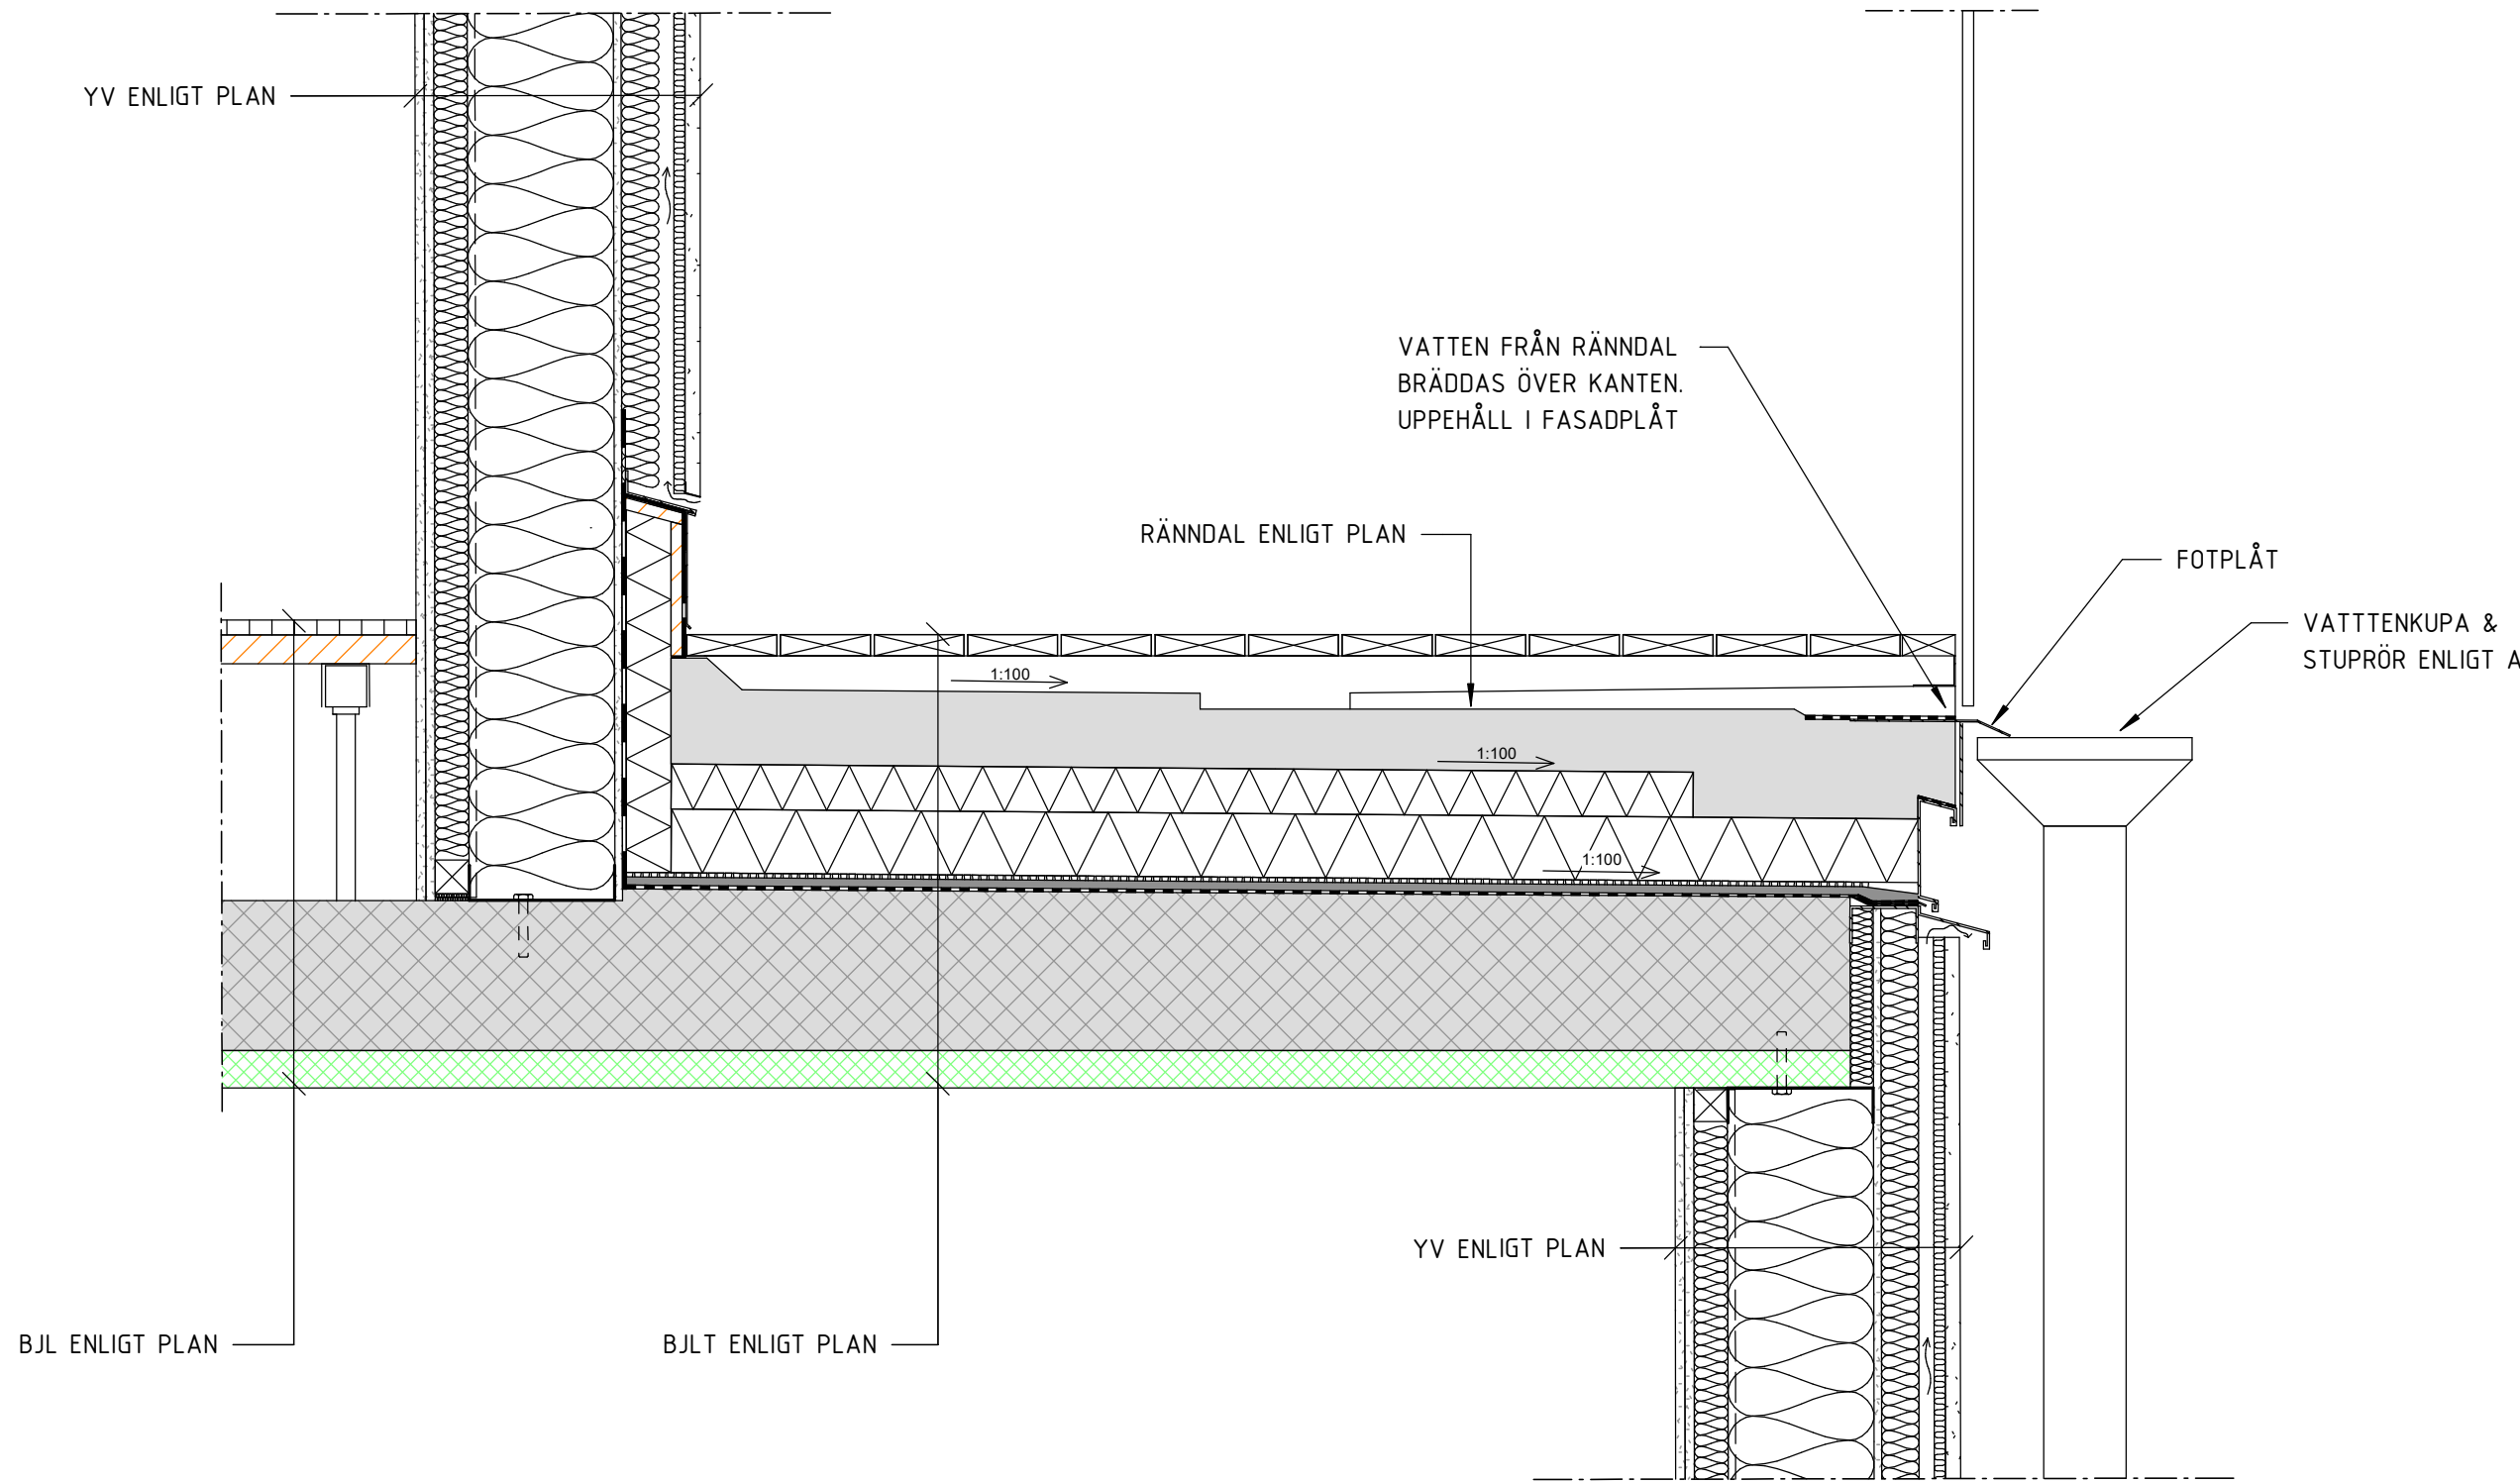 YV ENLIGT PLAN
VATTEN FRÅN RÄNNDAL
BRÄDDAS ÖVER KANTEN.
UPPEHÅLL I FASADPLÅT
RÄNNDAL ENLIGT PLAN
FOTPLÅT
VATTTENKUPA &
STUPRÖR ENLIGT A
1:100
1:100
1:100
YV ENLIGT PLAN
BJL ENLIGT PLAN
BJLT ENLIGT PLAN